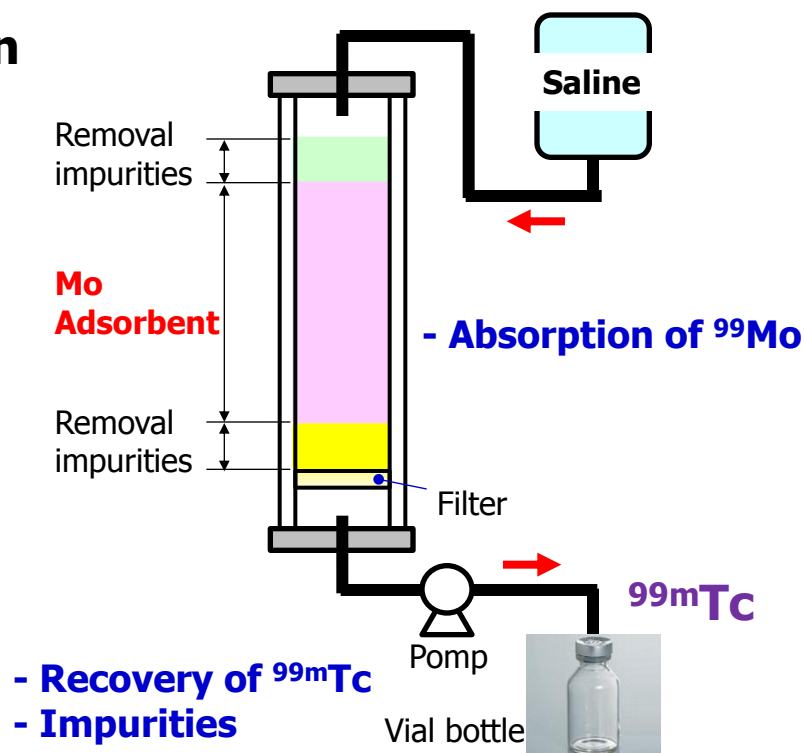 n
Saline
Removal
impurities
Mo
Adsorbent
- Absorption of ⁹⁹Mo
Removal
impurities
Filter
⁹⁹ᵐTc
Pomp
- Recovery of ⁹⁹ᵐTc
- Impurities
Vial bottle